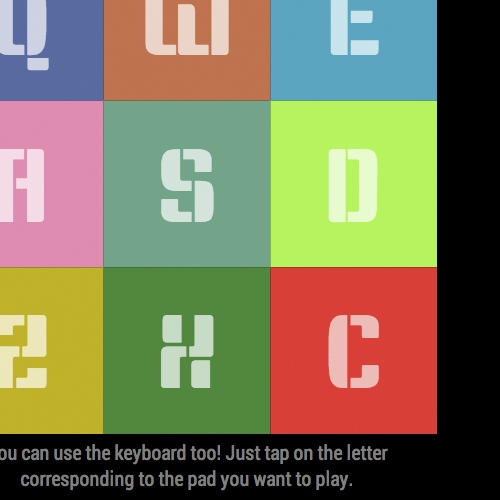 Q W E
A S D
Z X C
ou can use the keyboard too! Just tap on the letter
corresponding to the pad you want to play.